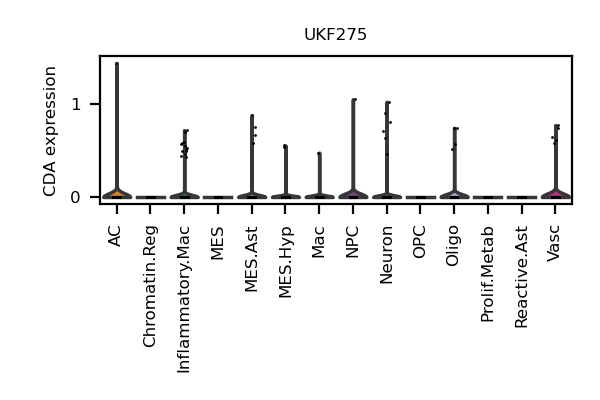 UKF275
CDA expression
1
0
AC
Chromatin.Reg
Inflammatory.Mac
MES
MES.Ast
MES.Hyp
Mac
NPC
Neuron
OPC
Oligo
Prolif.Metab
Reactive.Ast
Vasc